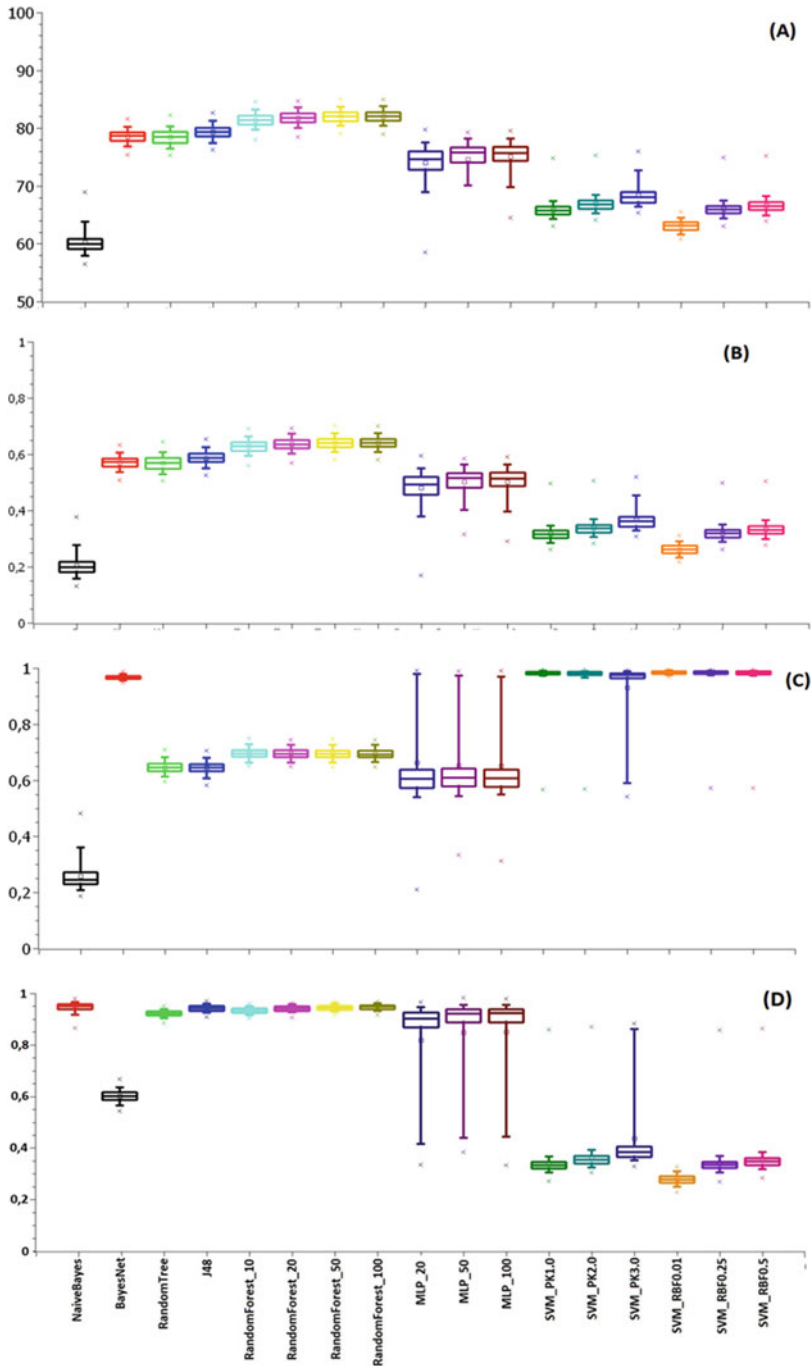 (A)
100
90
80
70
60
50
(B)
1
0,8
0,6
0,4
0,2
0
(C)
1
0,8
0,6
0,4
0,2
0
(D)
1
0,8
0,6
0,4
0,2
0
NaiveBayes
BayesNet
RandomTree
J48
RandomForest_10
RandomForest_20
RandomForest_50
RandomForest_100
MLP_20
MLP_50
MLP_100
SVM_PK1.0
SVM_PK2.0
SVM_PK3.0
SVM_RBF0.01
SVM_RBF0.25
SVM_RBF0.5